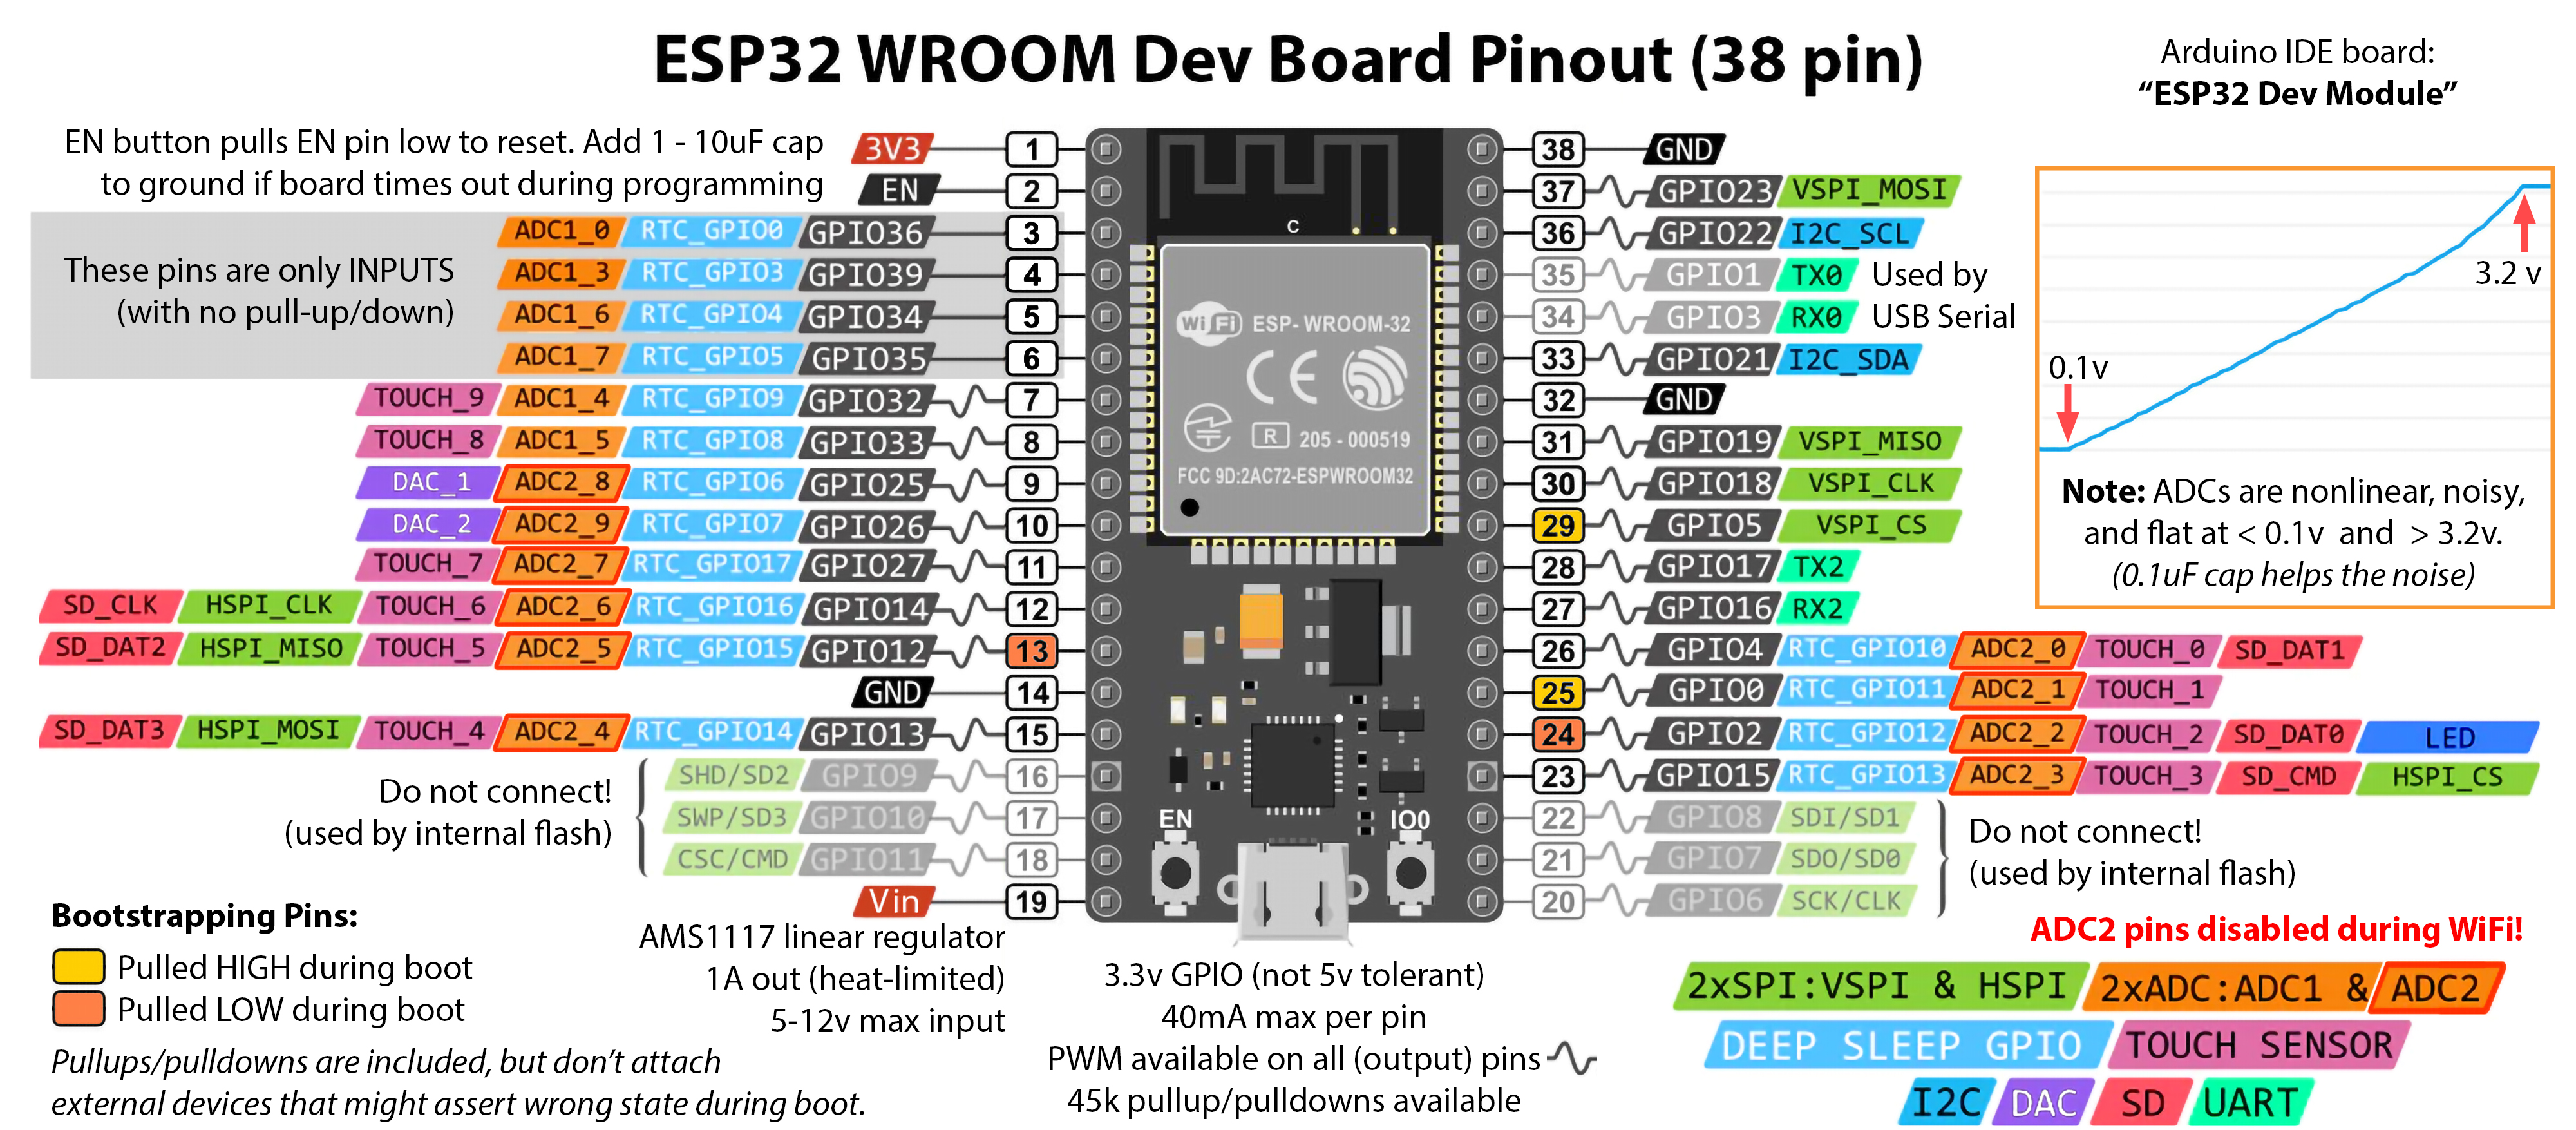 ESP32 WROOM Dev Board Pinout (38 pin)
Arduino IDE board:
“ESP32 Dev Module”
EN button pulls EN pin low to reset. Add 1 - 10uF cap
to ground if board times out during programming
These pins are only INPUTS
(with no pull-up/down)
3V3 1
EN 2
ADC1_0 RTC_GPIO0 GPIO36 3
ADC1_3 RTC_GPIO3 GPIO39 4
ADC1_6 RTC_GPIO4 GPIO34 5
ADC1_7 RTC_GPIO5 GPIO35 6
TOUCH_9 ADC1_4 RTC_GPIO9 GPIO32 7
TOUCH_8 ADC1_5 RTC_GPIO8 GPIO33 8
DAC_1 ADC2_8 RTC_GPIO6 GPIO25 9
DAC_2 ADC2_9 RTC_GPIO7 GPIO26 10
TOUCH_7 ADC2_7 RTC_GPIO17 GPIO27 11
SD_CLK HSPI_CLK TOUCH_6 ADC2_6 RTC_GPIO16 GPIO14 12
SD_DAT2 HSPI_MISO TOUCH_5 ADC2_5 RTC_GPIO15 GPIO12 13
GND 14
SD_DAT3 HSPI_MOSI TOUCH_4 ADC2_4 RTC_GPIO14 GPIO13 15
SHD/SD2 GPIO9 16
SWP/SD3 GPIO10 17
CSC/CMD GPIO11 18
Vin 19
Do not connect!
(used by internal flash)
C
WiFi ESP-WROOM-32
CE
R 205 - 000519
FCC 9D:2AC72-ESPWROOM32
EN
IO0
38 GND
37 GPIO23 VSPI_MOSI
36 GPIO22 I2C_SCL
35 GPIO1 TX0
34 GPIO3 RX0
Used by
USB Serial
33 GPIO21 I2C_SDA
32 GND
31 GPIO19 VSPI_MISO
30 GPIO18 VSPI_CLK
29 GPIO5 VSPI_CS
28 GPIO17 TX2
27 GPIO16 RX2
26 GPIO4 RTC_GPIO10 ADC2_0 TOUCH_0 SD_DAT1
25 GPIO0 RTC_GPIO11 ADC2_1 TOUCH_1
24 GPIO2 RTC_GPIO12 ADC2_2 TOUCH_2 SD_DAT0 LED
23 GPIO15 RTC_GPIO13 ADC2_3 TOUCH_3 SD_CMD HSPI_CS
22 GPIO8 SDI/SD1
21 GPIO7 SDO/SD0
20 GPIO6 SCK/CLK
Do not connect!
(used by internal flash)
3.2 v
0.1v
Note: ADCs are nonlinear, noisy,
and flat at < 0.1v and > 3.2v.
(0.1uF cap helps the noise)
Bootstrapping Pins:
Pulled HIGH during boot
Pulled LOW during boot
Pullups/pulldowns are included, but don’t attach
external devices that might assert wrong state during boot.
AMS1117 linear regulator
1A out (heat-limited)
5-12v max input
3.3v GPIO (not 5v tolerant)
40mA max per pin
PWM available on all (output) pins
45k pullup/pulldowns available
ADC2 pins disabled during WiFi!
2xSPI:VSPI & HSPI 2xADC:ADC1 & ADC2
DEEP SLEEP GPIO TOUCH SENSOR
I2C DAC SD UART